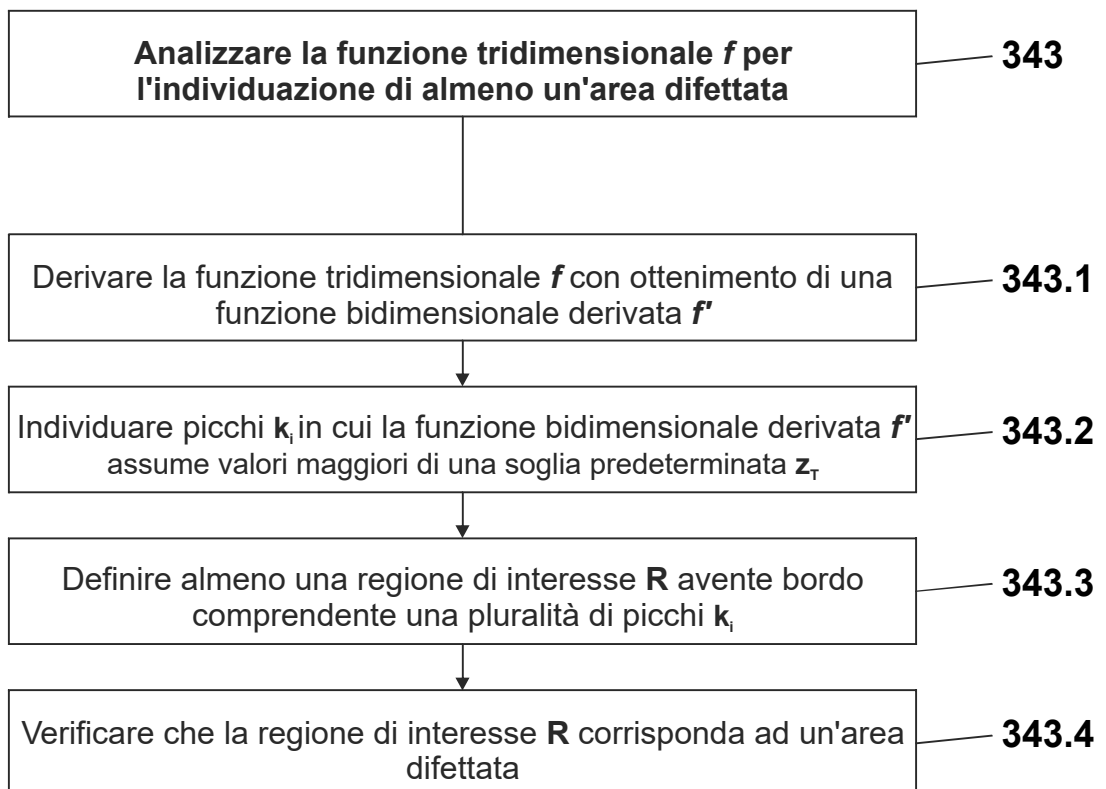 Analizzare la funzione tridimensionale f per
l'individuazione di almeno un'area difettata
343
Derivare la funzione tridimensionale f con ottenimento di una
funzione bidimensionale derivata f'
343.1
Individuare picchi ki in cui la funzione bidimensionale derivata f'
assume valori maggiori di una soglia predeterminata zT
343.2
Definire almeno una regione di interesse R avente bordo
comprendente una pluralità di picchi ki
343.3
Verificare che la regione di interesse R corrisponda ad un'area
difettata
343.4